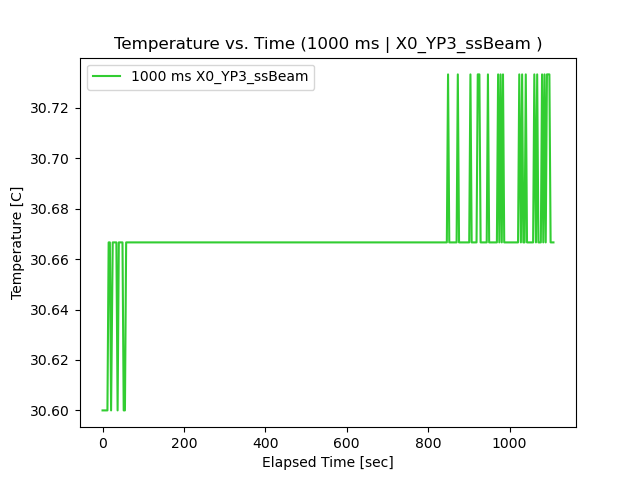 Temperature vs. Time (1000 ms | X0_YP3_ssBeam )
1000 ms X0_YP3_ssBeam
Temperature [C]
30.72
30.70
30.68
30.66
30.64
30.62
30.60
0 200 400 600 800 1000
Elapsed Time [sec]